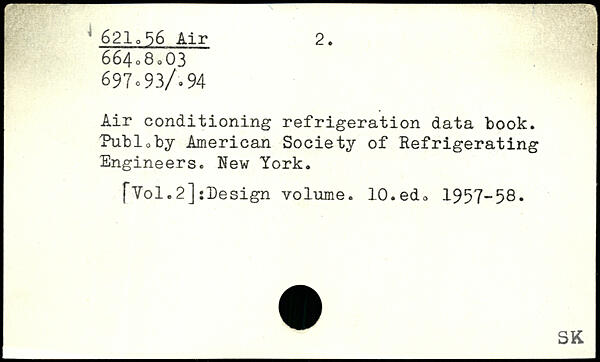 621.56 Air 2.
664.8.03
697.93/.94
Air conditioning refrigeration data book.
Publ.by American Society of Refrigerating
Engineers. New York.
[Vol.2]:Design volume. 10.ed. 1957-58.
SK